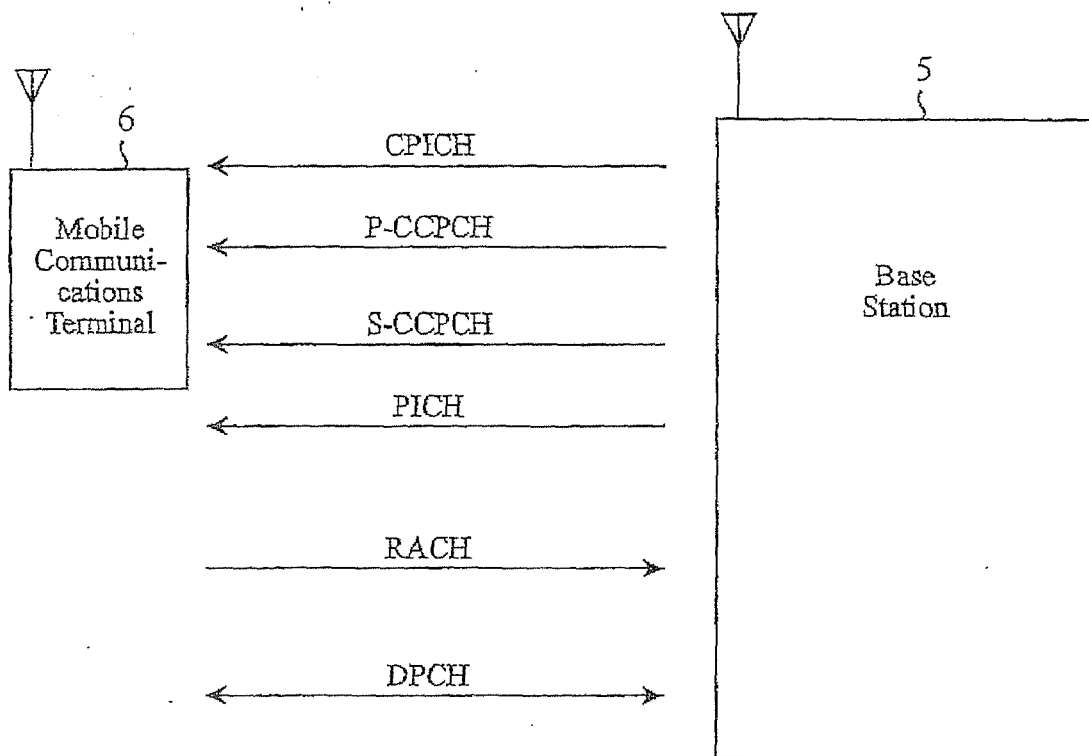 5
6
CPICH
P-CCPCH
S-CCPCH
PICH
RACH
DPCH
Mobile
Communi-
cations
Terminal
Base
Station